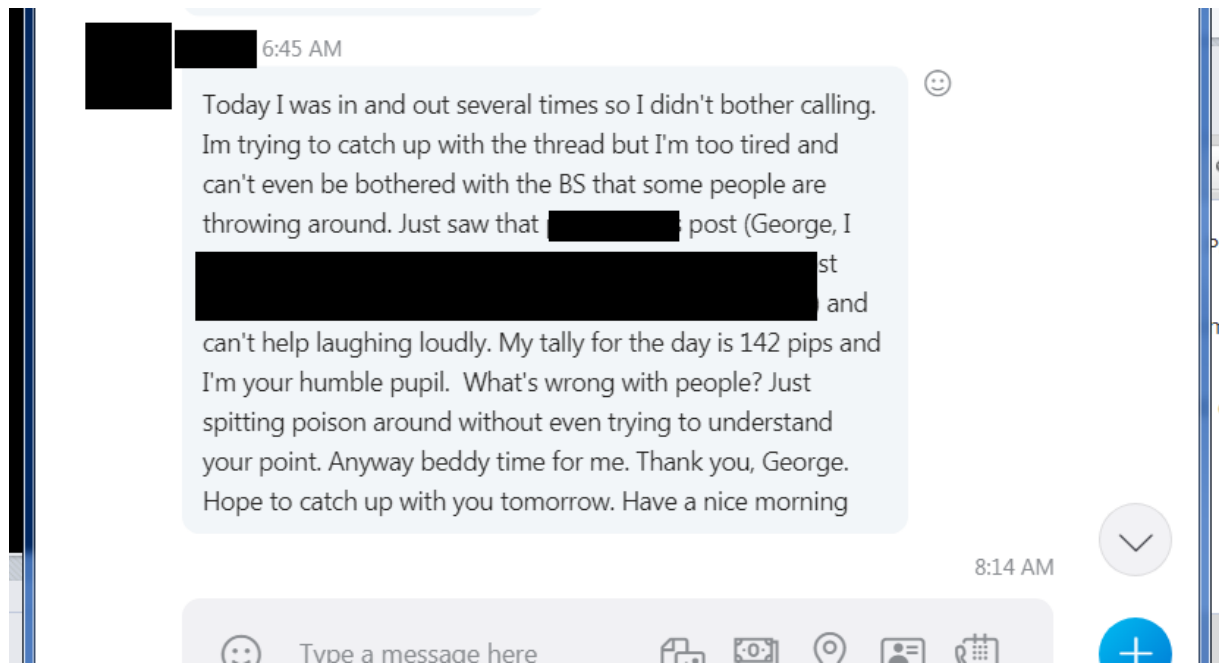 6:45 AM
Today I was in and out several times so I didn't bother calling.
Im trying to catch up with the thread but I'm too tired and
can't even be bothered with the BS that some people are
throwing around. Just saw that post (George, I
st
) and
can't help laughing loudly. My tally for the day is 142 pips and
I'm your humble pupil.  What's wrong with people? Just
spitting poison around without even trying to understand
your point. Anyway beddy time for me. Thank you, George.
Hope to catch up with you tomorrow. Have a nice morning
8:14 AM
Type a message here